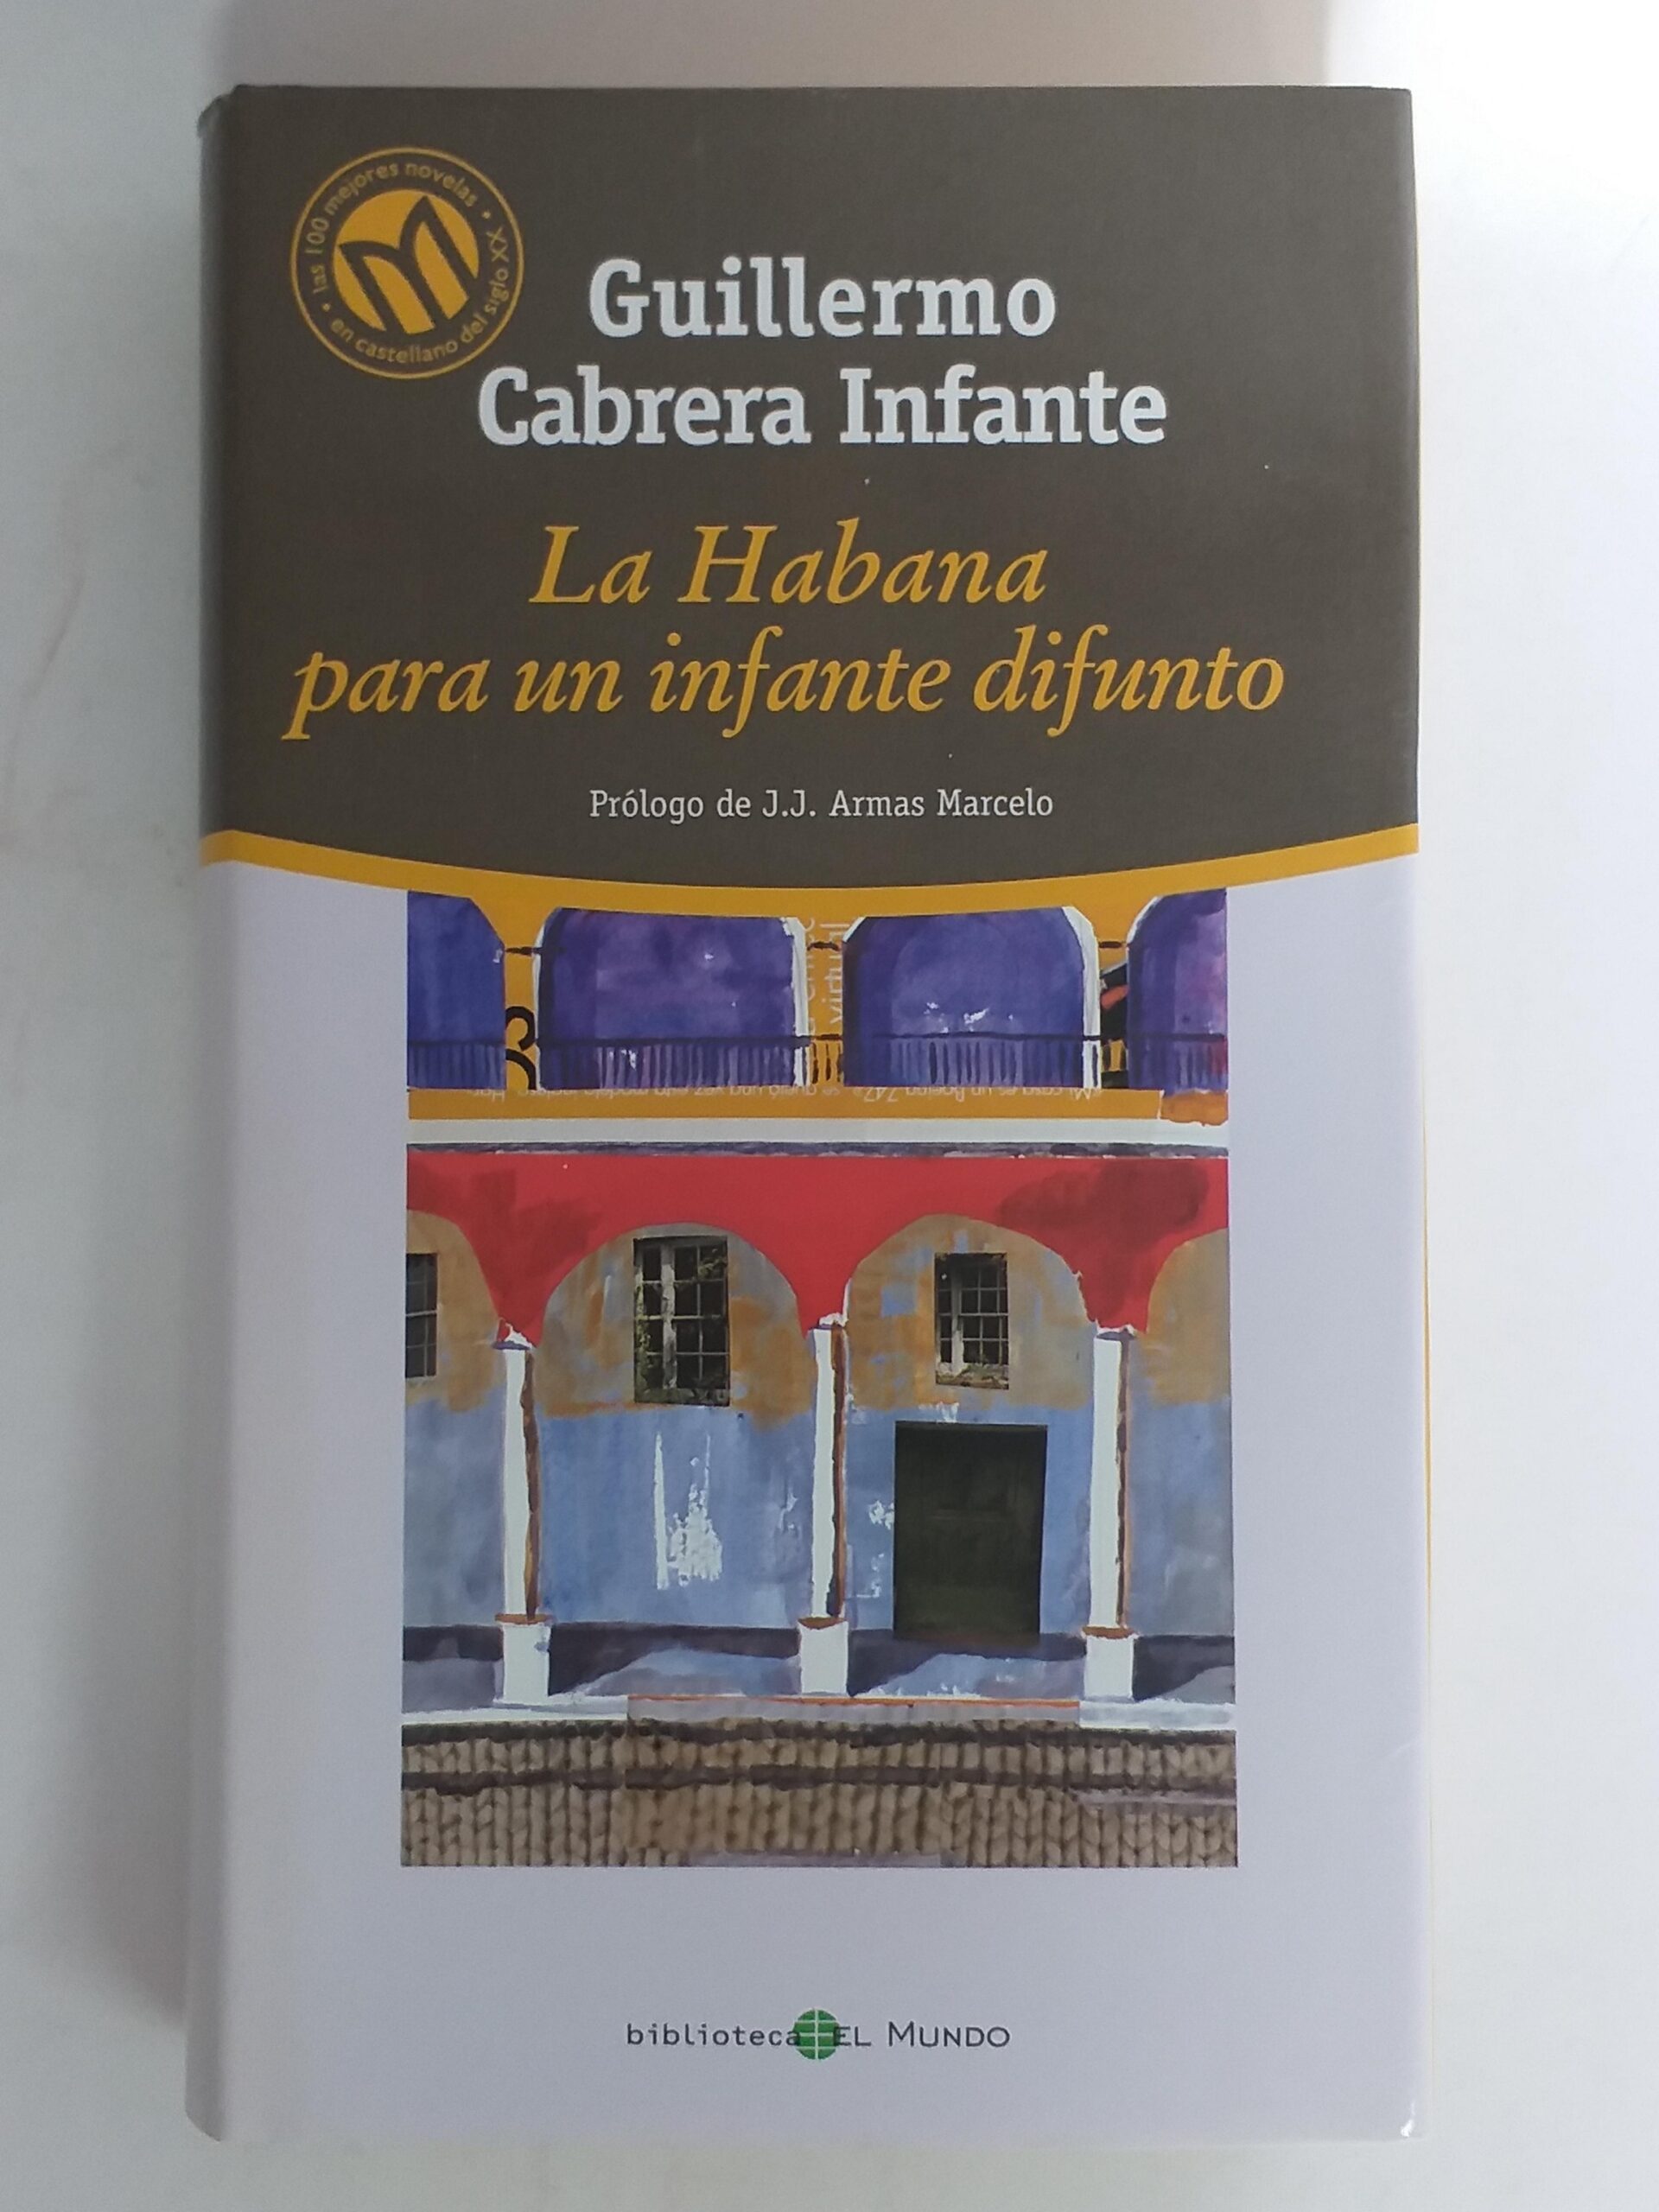 las 100 mejores novelas • en castellano del siglo XX •
Guillermo
Cabrera Infante
La Habana
para un infante difunto
Prólogo de J.J. Armas Marcelo
virtual
biblioteca EL MUNDO